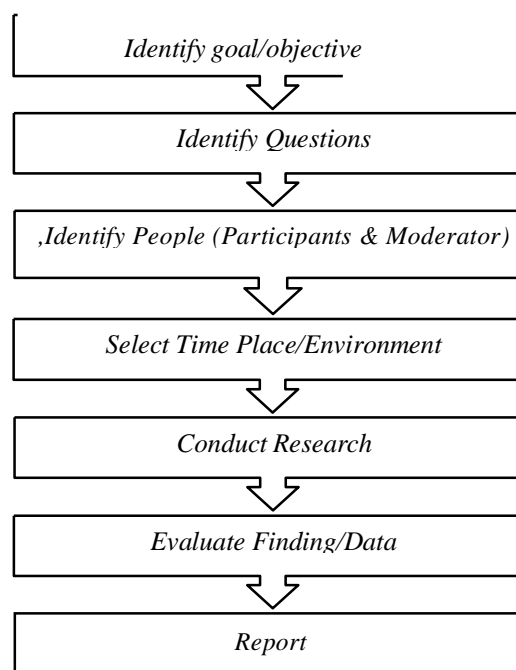 Identify goal/objective
Identify Questions
,Identify People (Participants & Moderator)
Select Time Place/Environment
Conduct Research
Evaluate Finding/Data
Report